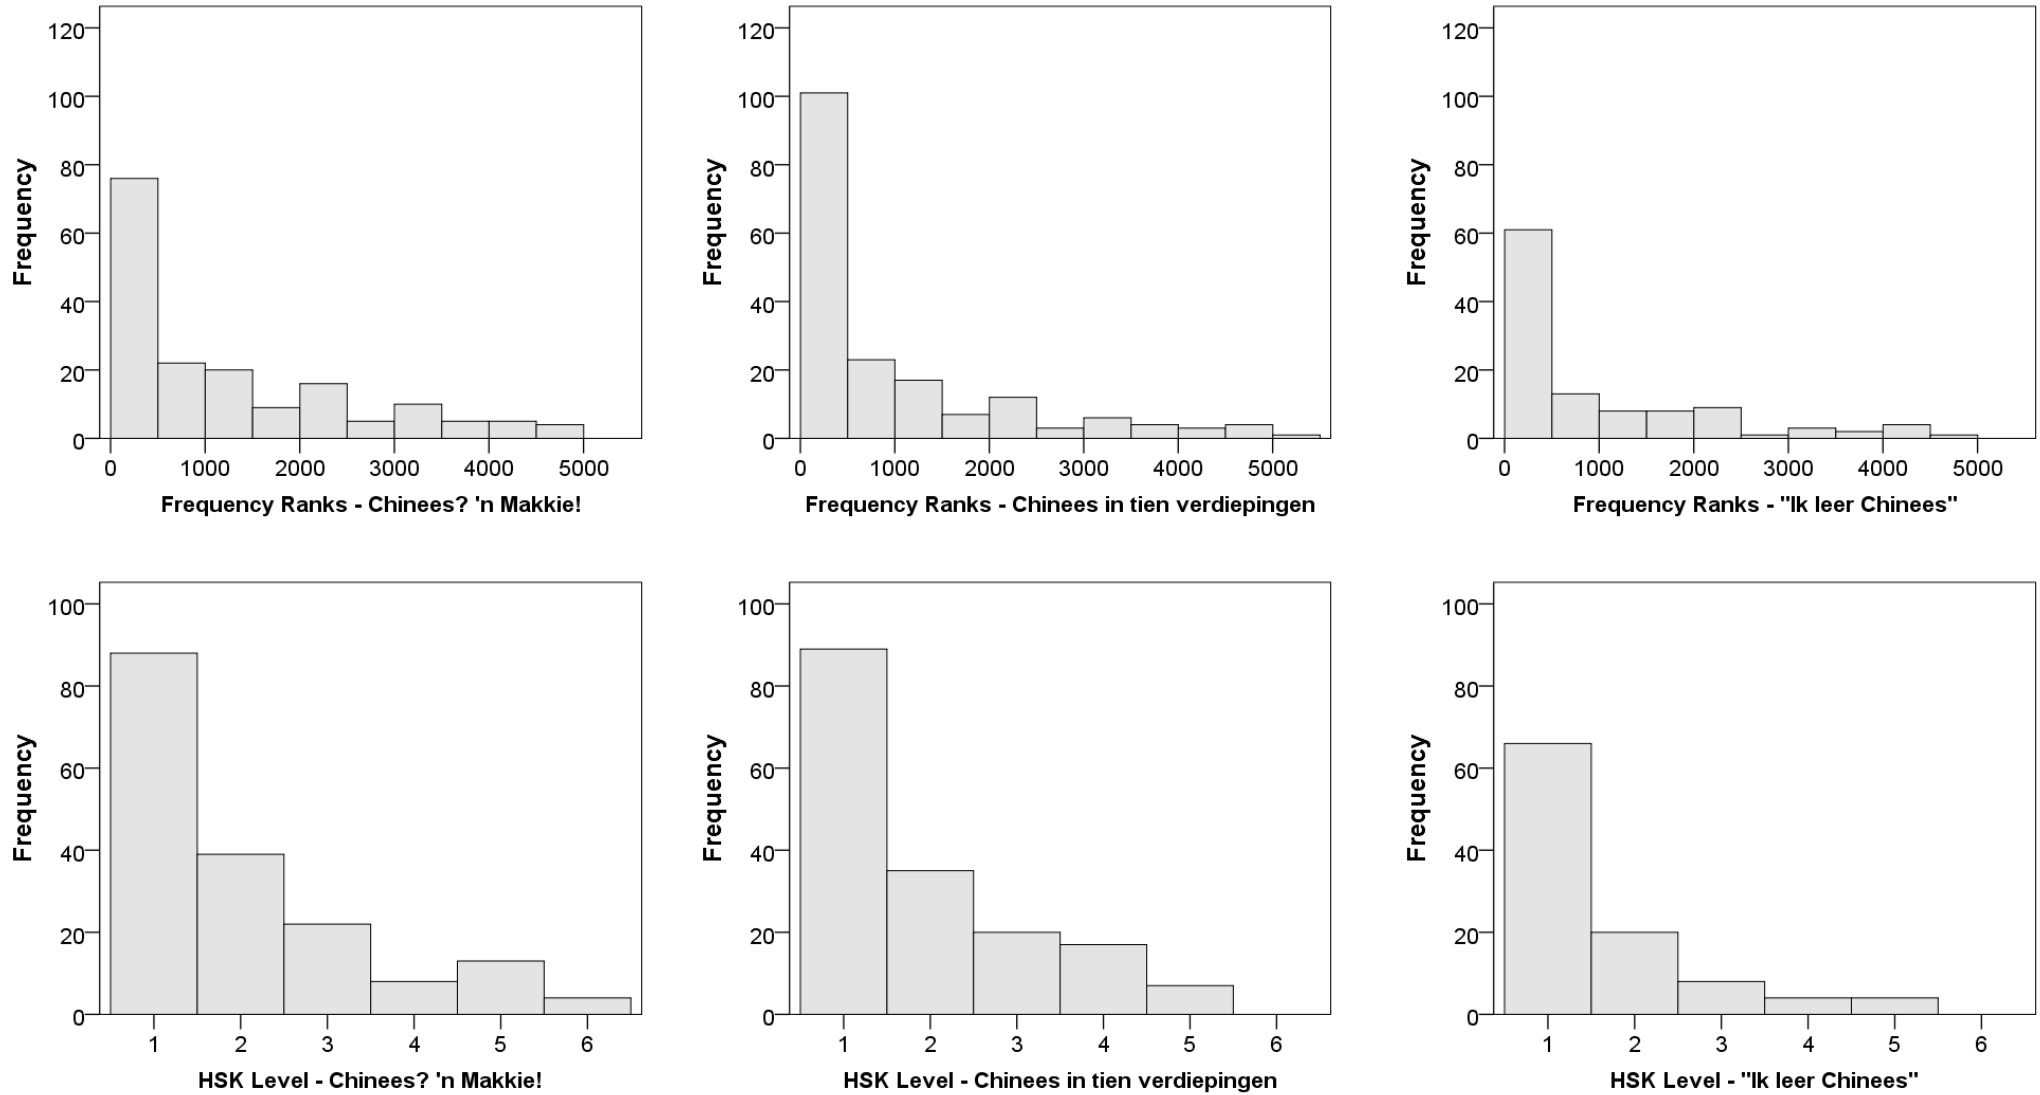 120
100
80
60
40
20
0
Frequency
0 1000 2000 3000 4000 5000
Frequency Ranks - Chinees? 'n Makkie!
120
100
80
60
40
20
0
Frequency
0 1000 2000 3000 4000 5000
Frequency Ranks - Chinees in tien verdiepingen
120
100
80
60
40
20
0
Frequency
0 1000 2000 3000 4000 5000
Frequency Ranks - "Ik leer Chinees"
100
80
60
40
20
0
Frequency
1 2 3 4 5 6
HSK Level - Chinees? 'n Makkie!
100
80
60
40
20
0
Frequency
1 2 3 4 5 6
HSK Level - Chinees in tien verdiepingen
100
80
60
40
20
0
Frequency
1 2 3 4 5 6
HSK Level - "Ik leer Chinees"